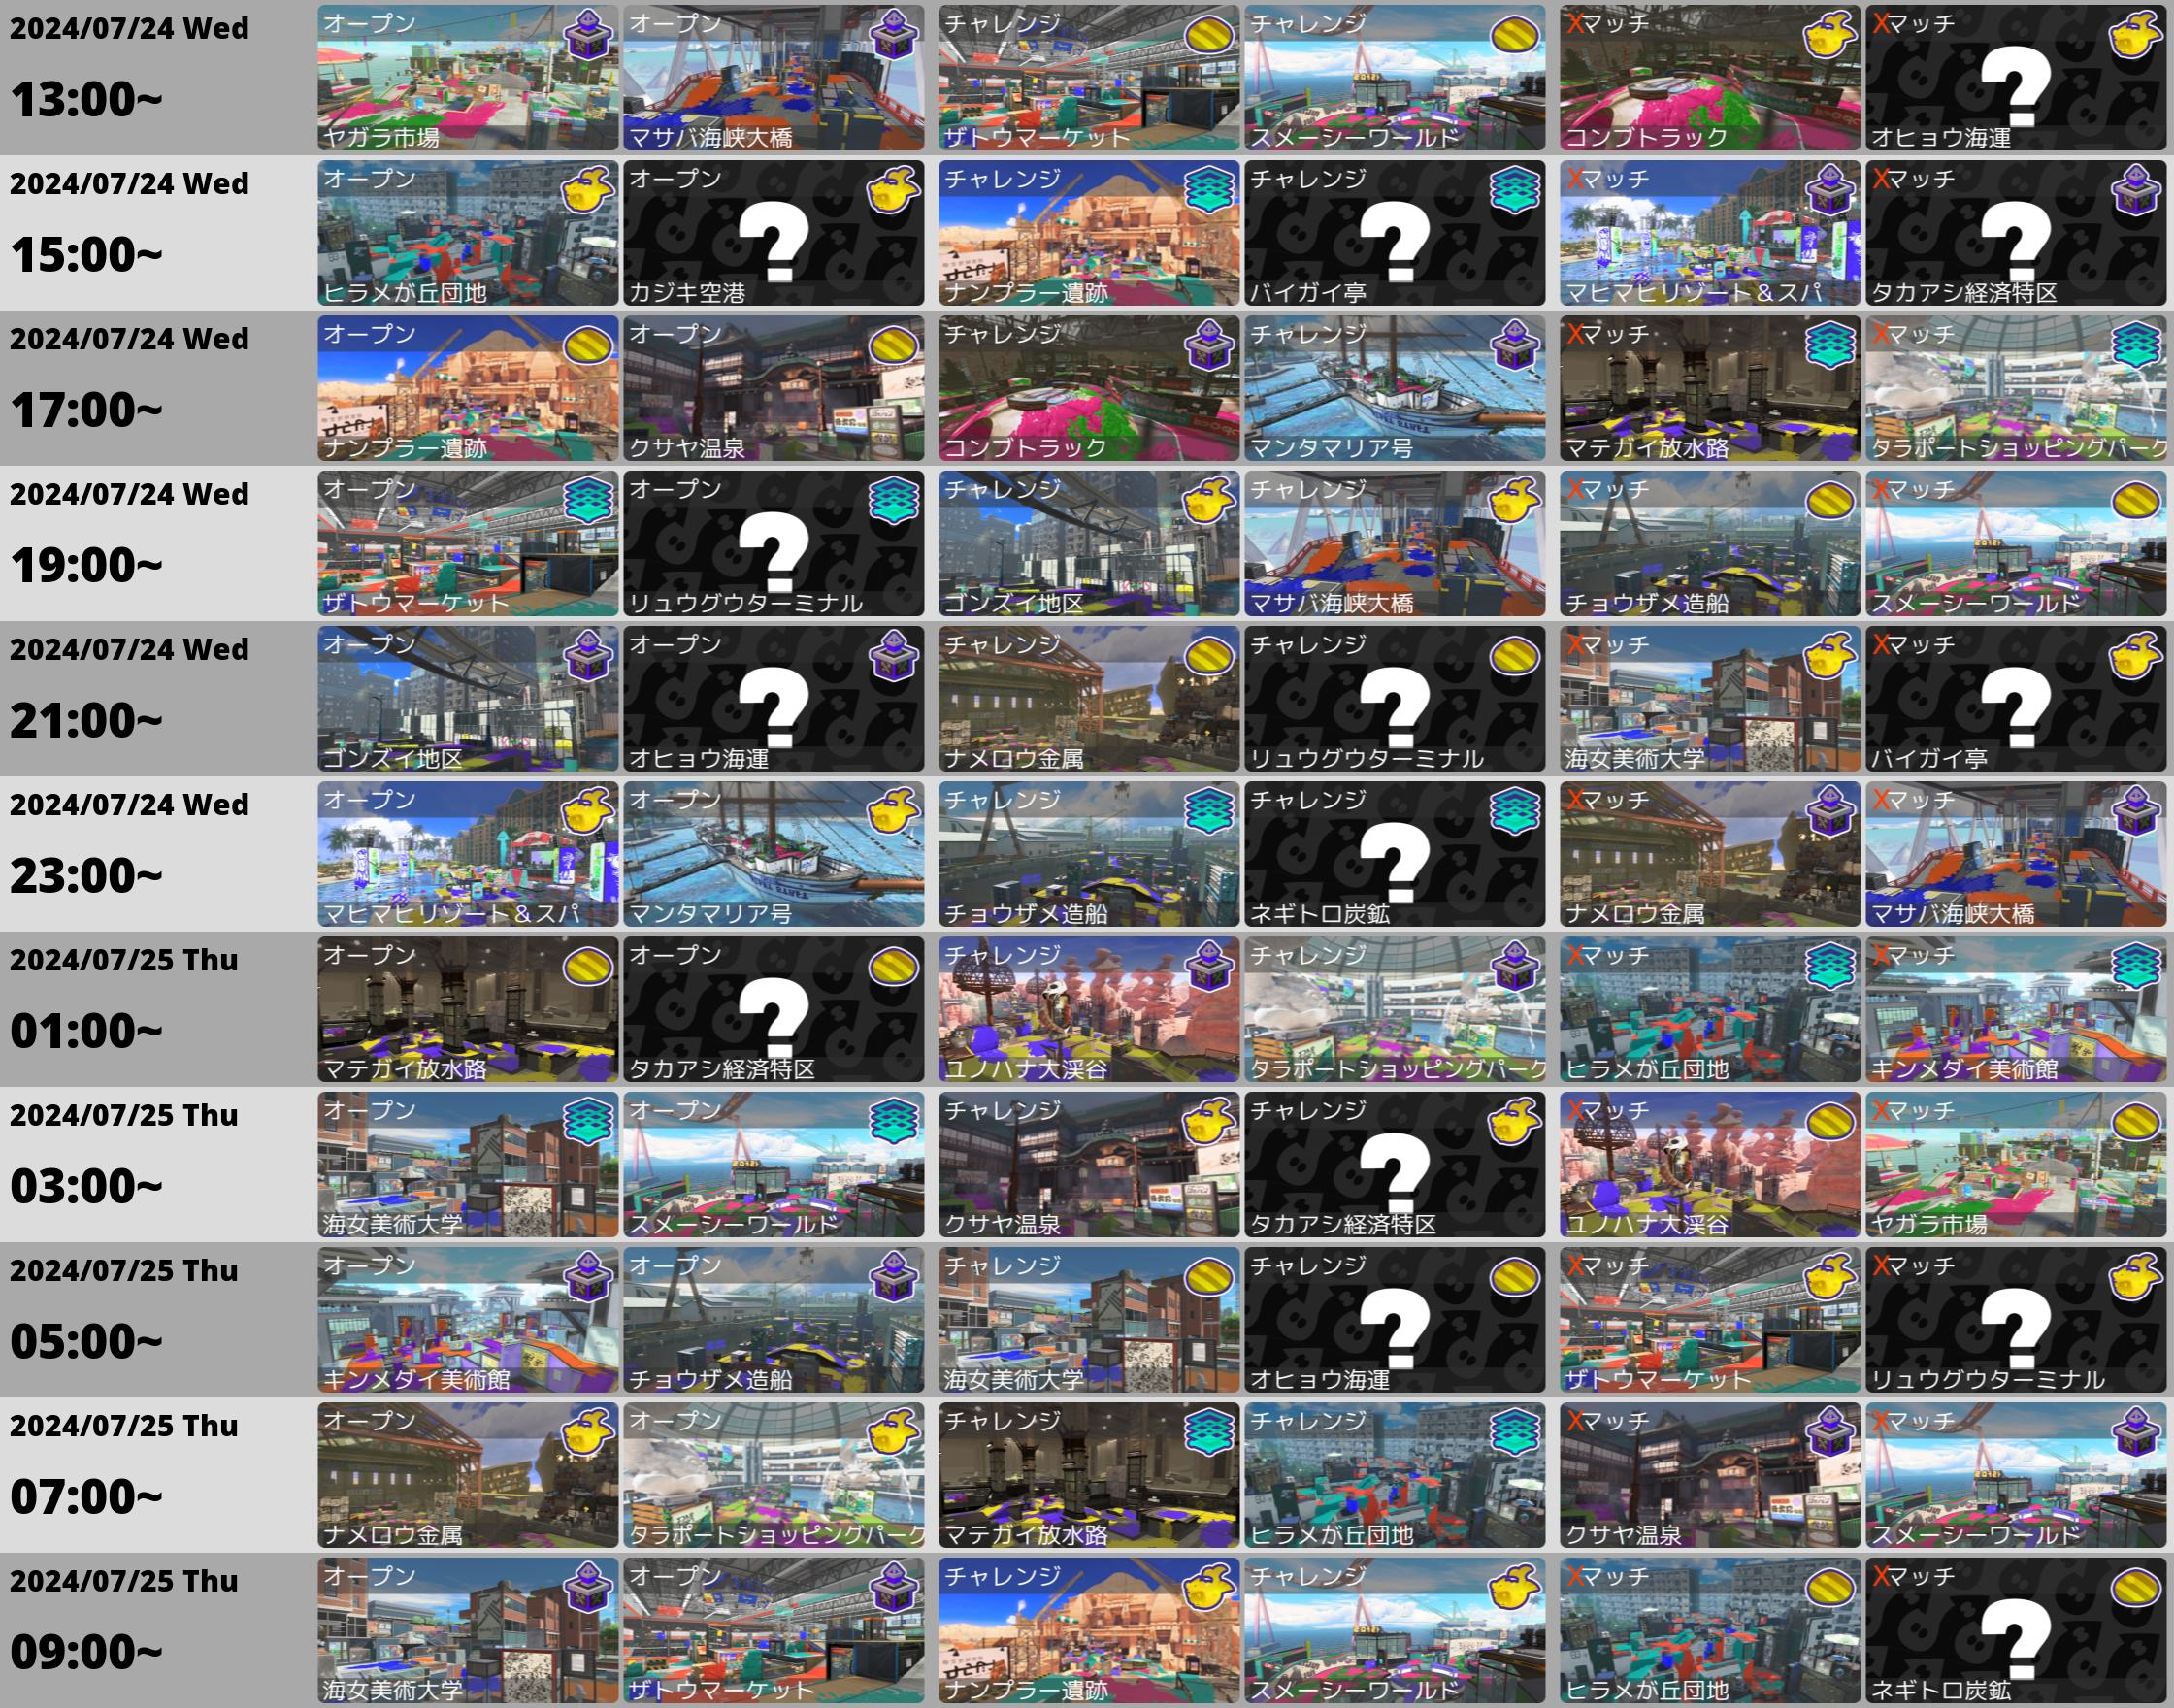 2024/07/24 Wed
13:00~
オープン オープン チャレンジ チャレンジ Xマッチ Xマッチ
ヤガラ市場 マサバ海峡大橋 ザトウマーケット スメーシーワールド コンブトラック オヒョウ海運
2024/07/24 Wed
15:00~
オープン オープン チャレンジ チャレンジ Xマッチ Xマッチ
ヒラメが丘団地 カジキ空港 ナンプラー遺跡 バイガイ亭 マヒマヒリゾート&スパ タカアシ経済特区
2024/07/24 Wed
17:00~
オープン オープン チャレンジ チャレンジ Xマッチ Xマッチ
ナンプラー遺跡 クサヤ温泉 コンブトラック マンタマリア号 マテガイ放水路 タラポートショッピングパーク
2024/07/24 Wed
19:00~
オープン オープン チャレンジ チャレンジ Xマッチ Xマッチ
ザトウマーケット リュウグウターミナル ゴンズイ地区 マサバ海峡大橋 チョウザメ造船 スメーシーワールド
2024/07/24 Wed
21:00~
オープン オープン チャレンジ チャレンジ Xマッチ Xマッチ
ゴンズイ地区 オヒョウ海運 ナメロウ金属 リュウグウターミナル 海女美術大学 バイガイ亭
2024/07/24 Wed
23:00~
オープン オープン チャレンジ チャレンジ Xマッチ Xマッチ
マヒマヒリゾート&スパ マンタマリア号 チョウザメ造船 ネギトロ炭鉱 ナメロウ金属 マサバ海峡大橋
2024/07/25 Thu
01:00~
オープン オープン チャレンジ チャレンジ Xマッチ Xマッチ
マテガイ放水路 タカアシ経済特区 ユノハナ大渓谷 タラポートショッピングパーク ヒラメが丘団地 キンメダイ美術館
2024/07/25 Thu
03:00~
オープン オープン チャレンジ チャレンジ Xマッチ Xマッチ
海女美術大学 スメーシーワールド クサヤ温泉 タカアシ経済特区 ユノハナ大渓谷 ヤガラ市場
2024/07/25 Thu
05:00~
オープン オープン チャレンジ チャレンジ Xマッチ Xマッチ
キンメダイ美術館 チョウザメ造船 海女美術大学 オヒョウ海運 ザトウマーケット リュウグウターミナル
2024/07/25 Thu
07:00~
オープン オープン チャレンジ チャレンジ Xマッチ Xマッチ
ナメロウ金属 タラポートショッピングパーク マテガイ放水路 ヒラメが丘団地 クサヤ温泉 スメーシーワールド
2024/07/25 Thu
09:00~
オープン オープン チャレンジ チャレンジ Xマッチ Xマッチ
海女美術大学 ザトウマーケット ナンプラー遺跡 スメーシーワールド ヒラメが丘団地 ネギトロ炭鉱